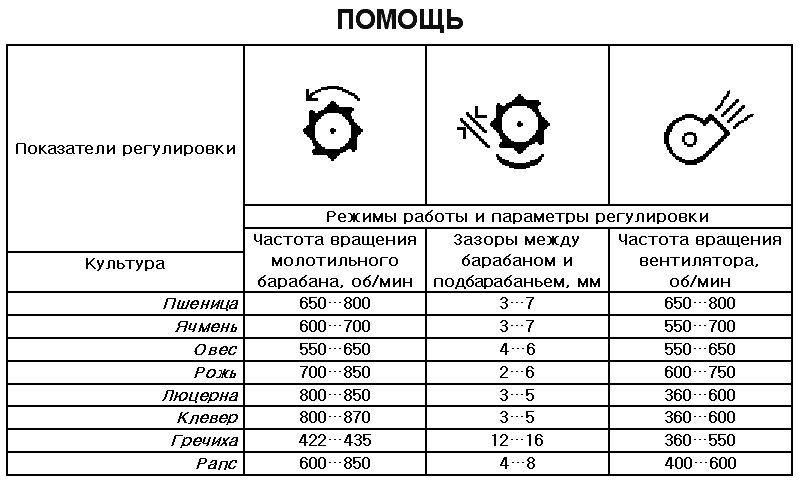 ПОМОЩЬ
Показатели регулировки
Режимы работы и параметры регулировки
Культура
Частота вращения
молотильного
барабана, об/мин
Зазоры между
барабаном и
подбарабаньем, мм
Частота вращения
вентилятора,
об/мин
Пшеница 650…800 3…7 650…800
Ячмень 600…700 3…7 550…700
Овес 550…650 4…6 550…650
Рожь 700…850 2…6 600…750
Люцерна 800…850 3…5 360…600
Клевер 800…870 3…5 360…600
Гречиха 422…435 12…16 360…550
Рапс 600…850 4…8 400…600